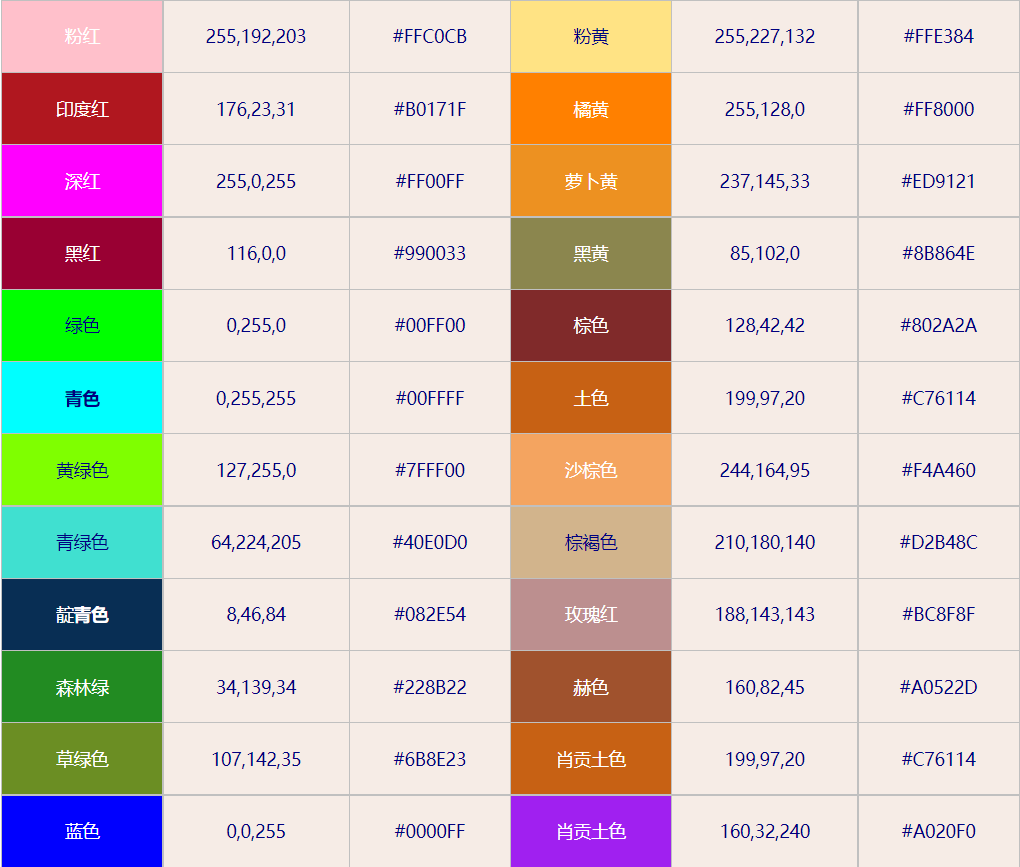 粉红 255,192,203 #FFC0CB 粉黄 255,227,132 #FFE384
印度红 176,23,31 #B0171F 橘黄 255,128,0 #FF8000
深红 255,0,255 #FF00FF 萝卜黄 237,145,33 #ED9121
黑红 116,0,0 #990033 黑黄 85,102,0 #8B864E
绿色 0,255,0 #00FF00 棕色 128,42,42 #802A2A
青色 0,255,255 #00FFFF 土色 199,97,20 #C76114
黄绿色 127,255,0 #7FFF00 沙棕色 244,164,95 #F4A460
青绿色 64,224,205 #40E0D0 棕褐色 210,180,140 #D2B48C
靛青色 8,46,84 #082E54 玫瑰红 188,143,143 #BC8F8F
森林绿 34,139,34 #228B22 赫色 160,82,45 #A0522D
草绿色 107,142,35 #6B8E23 肖贡土色 199,97,20 #C76114
蓝色 0,0,255 #0000FF 肖贡土色 160,32,240 #A020F0